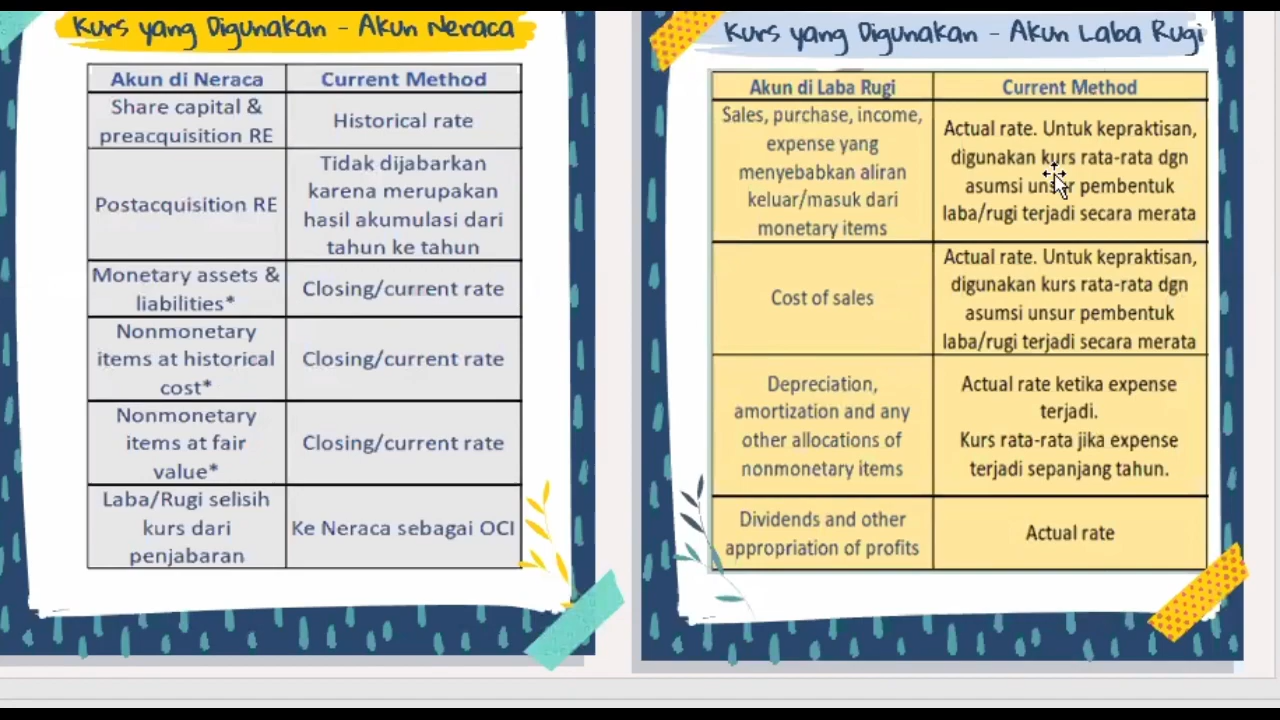 Kurs yang Digunakan - Akun Neraca
Akun di Neraca
Current Method
Share capital &
preacquisition RE
Historical rate
Postacquisition RE
Tidak dijabarkan
karena merupakan
hasil akumulasi dari
tahun ke tahun
Monetary assets &
liabilities*
Closing/current rate
Nonmonetary
items at historical
cost*
Closing/current rate
Nonmonetary
items at fair
value*
Closing/current rate
Laba/Rugi selisih
kurs dari
penjabaran
Ke Neraca sebagai OCI
Kurs yang Digunakan - Akun Laba Rugi
Akun di Laba Rugi
Current Method
Sales, purchase, income,
expense yang
menyebabkan aliran
keluar/masuk dari
monetary items
Actual rate. Untuk kepraktisan,
digunakan kurs rata-rata dgn
asumsi unsur pembentuk
laba/rugi terjadi secara merata
Cost of sales
Actual rate. Untuk kepraktisan,
digunakan kurs rata-rata dgn
asumsi unsur pembentuk
laba/rugi terjadi secara merata
Depreciation,
amortization and any
other allocations of
nonmonetary items
Actual rate ketika expense
terjadi.
Kurs rata-rata jika expense
terjadi sepanjang tahun.
Dividends and other
appropriation of profits
Actual rate